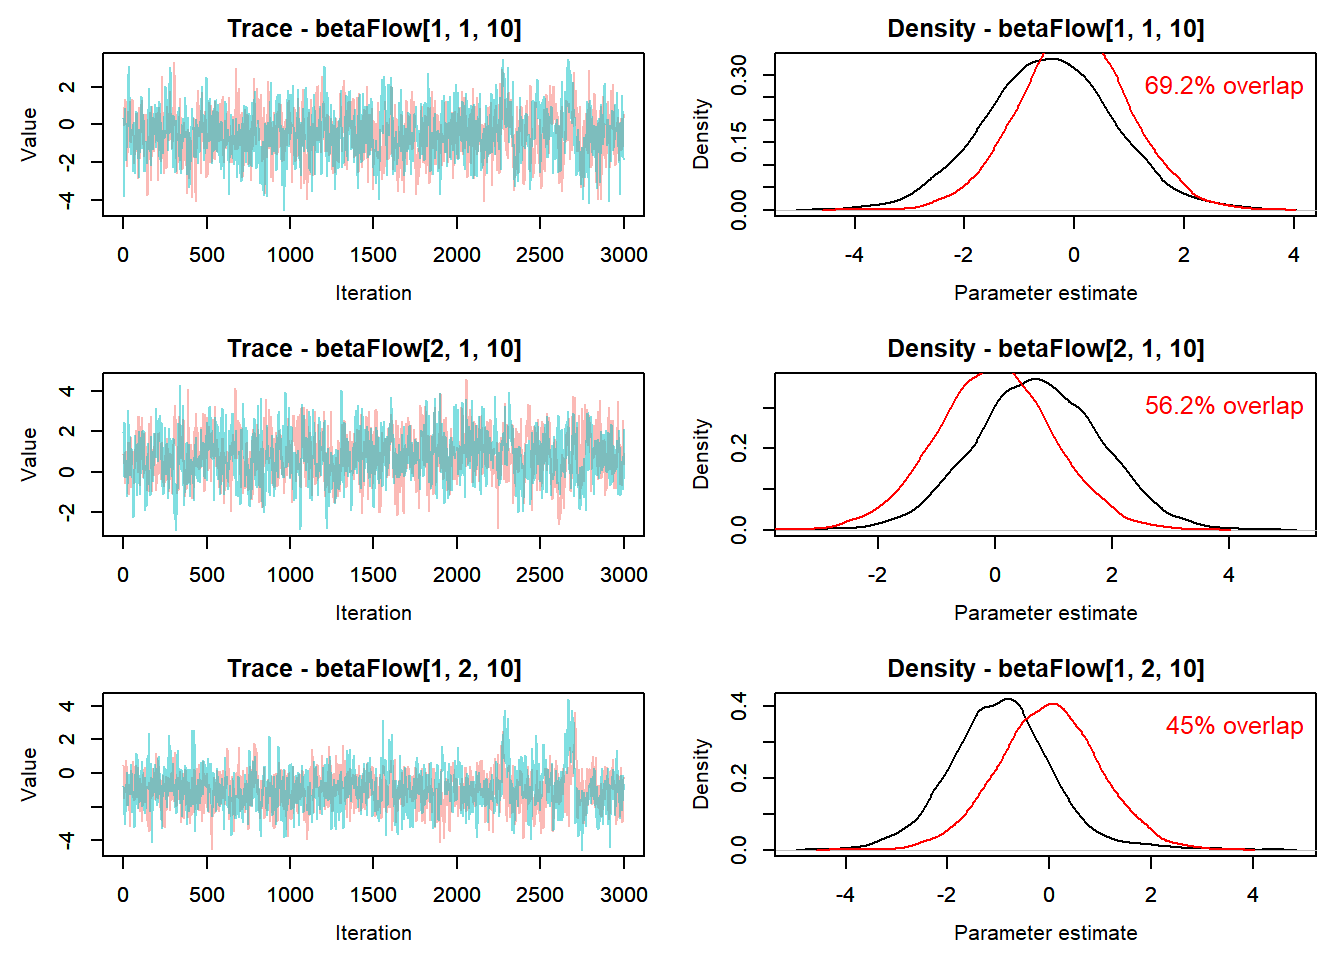 Trace - betaFlow[1, 1, 10]
Value
2
0
-2
-4
0 500 1000 1500 2000 2500 3000
Iteration
Density - betaFlow[1, 1, 10]
Density
0.30
0.15
0.00
69.2% overlap
-4 -2 0 2 4
Parameter estimate
Trace - betaFlow[2, 1, 10]
Value
4
2
0
-2
0 500 1000 1500 2000 2500 3000
Iteration
Density - betaFlow[2, 1, 10]
Density
0.2
0.0
56.2% overlap
-2 0 2 4
Parameter estimate
Trace - betaFlow[1, 2, 10]
Value
4
2
0
-4
0 500 1000 1500 2000 2500 3000
Iteration
Density - betaFlow[1, 2, 10]
Density
0.4
0.2
0.0
45% overlap
-4 -2 0 2 4
Parameter estimate